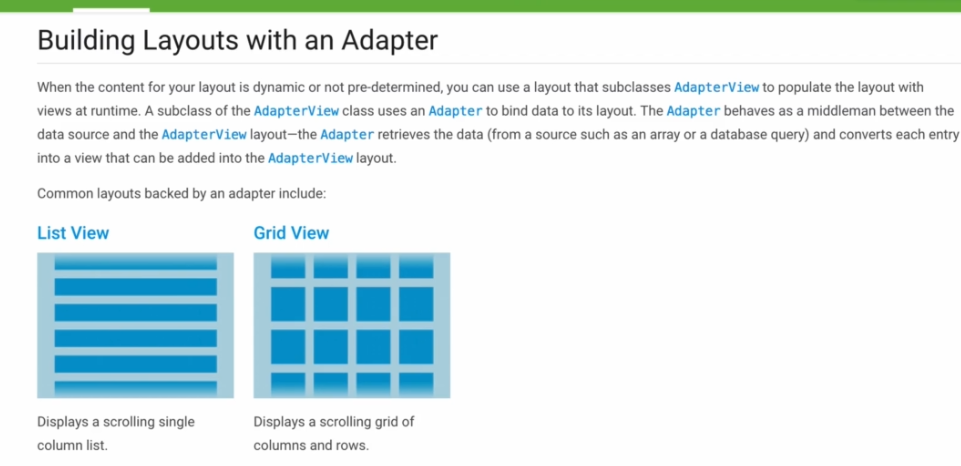 Building Layouts with an Adapter
When the content for your layout is dynamic or not pre-determined, you can use a layout that subclasses AdapterView to populate the layout with
views at runtime. A subclass of the AdapterView class uses an Adapter to bind data to its layout. The Adapter behaves as a middleman between the
data source and the AdapterView layout—the Adapter retrieves the data (from a source such as an array or a database query) and converts each entry
into a view that can be added into the AdapterView layout.
Common layouts backed by an adapter include:
List View
Displays a scrolling single
column list.
Grid View
Displays a scrolling grid of
columns and rows.